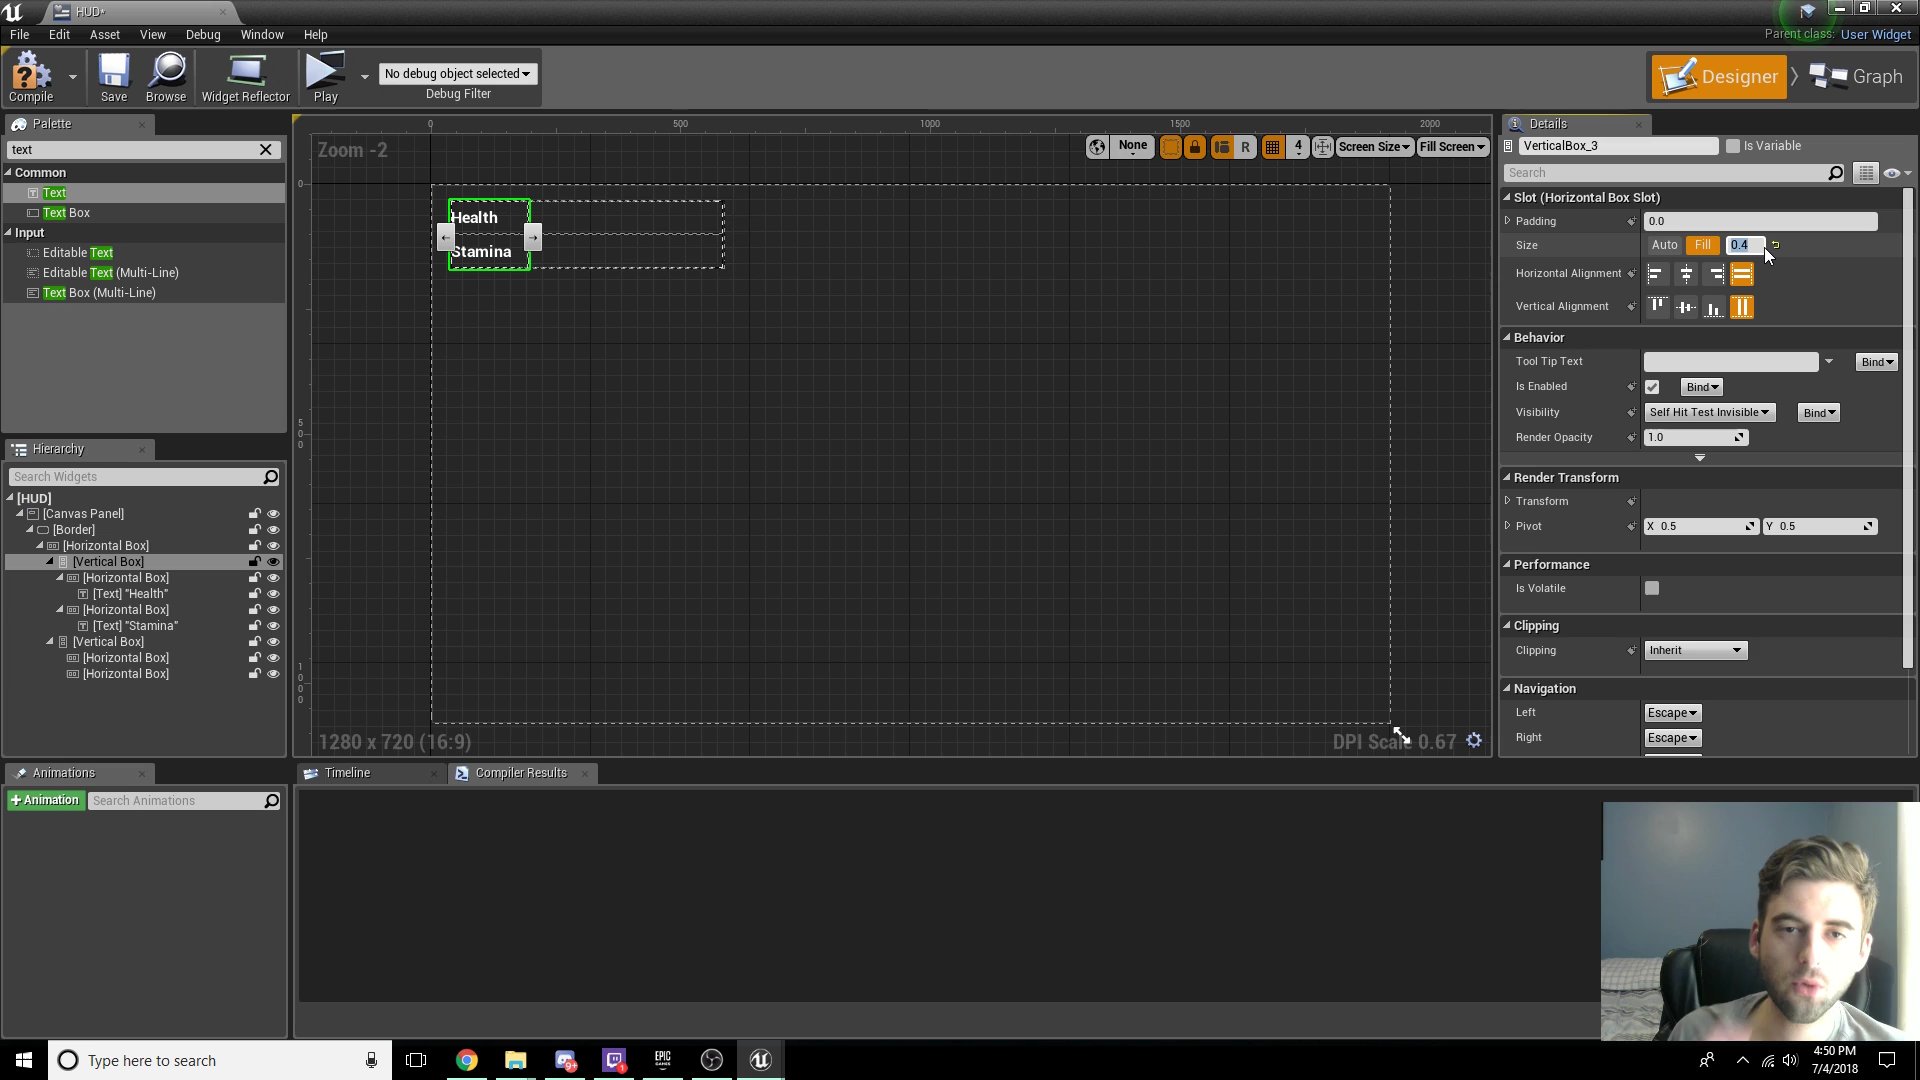 HUD*
File Edit Asset View Debug Window Help
Parent class: User Widget
Compile Save Browse Widget Reflector Play
No debug object selected
Debug Filter
Designer Graph
Palette
text
Common
Text
Text Box
Input
Editable Text
Editable Text (Multi-Line)
Text Box (Multi-Line)
Hierarchy
Search Widgets
[HUD]
[Canvas Panel]
[Border]
[Horizontal Box]
[Vertical Box]
[Horizontal Box]
[Text] "Health"
[Horizontal Box]
[Text] "Stamina"
[Vertical Box]
[Horizontal Box]
[Horizontal Box]
Animations
+ Animation
Search Animations
0 500 1000 1500 2000
Zoom -2
None R 4 Screen Size Fill Screen
0
500
1000
Health
Stamina
1280 x 720 (16:9)
DPI Scale 0.67
Timeline
Compiler Results
Details
VerticalBox_3
Is Variable
Search
Slot (Horizontal Box Slot)
Padding 0.0
Size Auto Fill 0.4
Horizontal Alignment
Vertical Alignment
Behavior
Tool Tip Text Bind
Is Enabled Bind
Visibility Self Hit Test Invisible Bind
Render Opacity 1.0
Render Transform
Transform
Pivot X 0.5 Y 0.5
Performance
Is Volatile
Clipping
Clipping Inherit
Navigation
Left Escape
Right Escape
Type here to search
EPIC GAMES
4:50 PM
7/4/2018